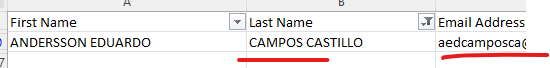 A B
First Name Last Name Email Address
ANDERSSON EDUARDO CAMPOS CASTILLO aedcamposca@